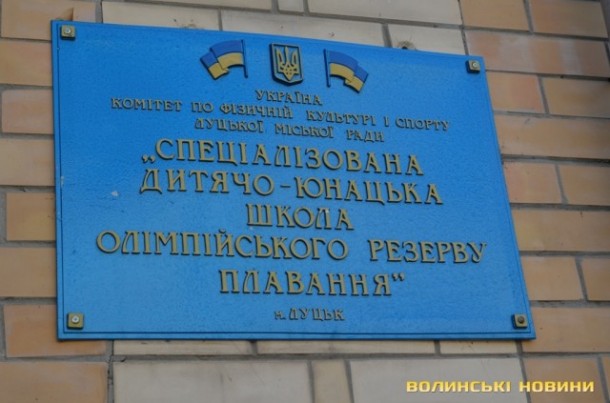 УКРАЇНА
КОМІТЕТ ПО ФІЗИЧНІЙ КУЛЬТУРІ І СПОРТУ
ЛУЦЬКОЇ МІСЬКОЇ РАДИ
„СПЕЦІАЛІЗОВАНА
ДИТЯЧО-ЮНАЦЬКА
ШКОЛА
ОЛІМПІЙСЬКОГО РЕЗЕРВУ
ПЛАВАННЯ"
м. ЛУЦЬК
ВОЛИНСЬКІ НОВИНИ